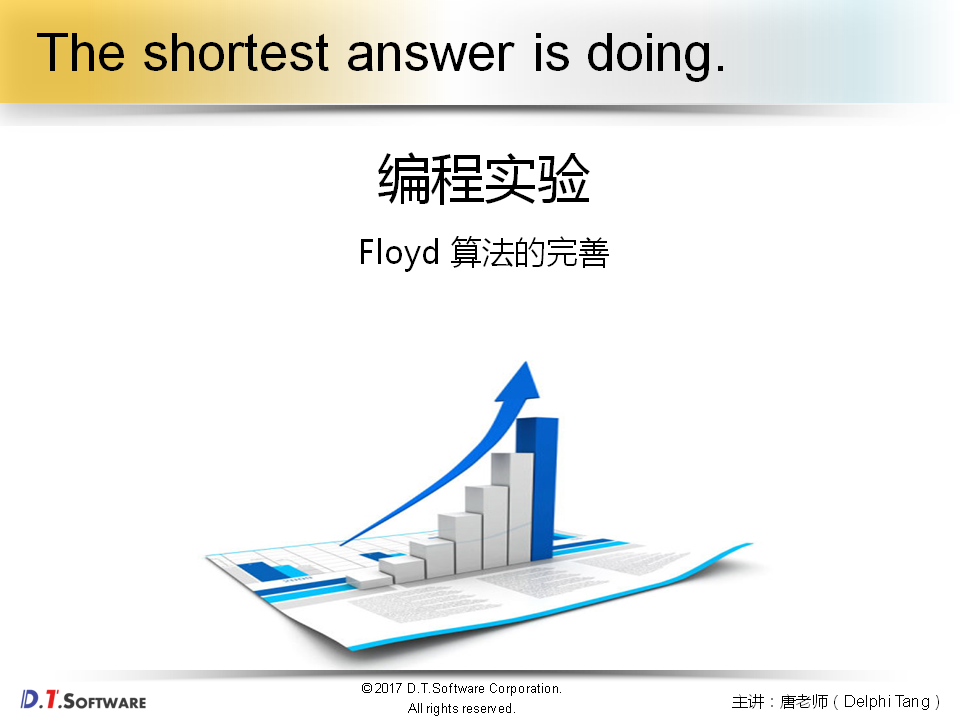 The shortest answer is doing.
编程实验
Floyd 算法的完善
2009
D.T.SOFTWARE
©2017 D.T.Software Corporation.
All rights reserved.
主讲：唐老师（Delphi Tang）